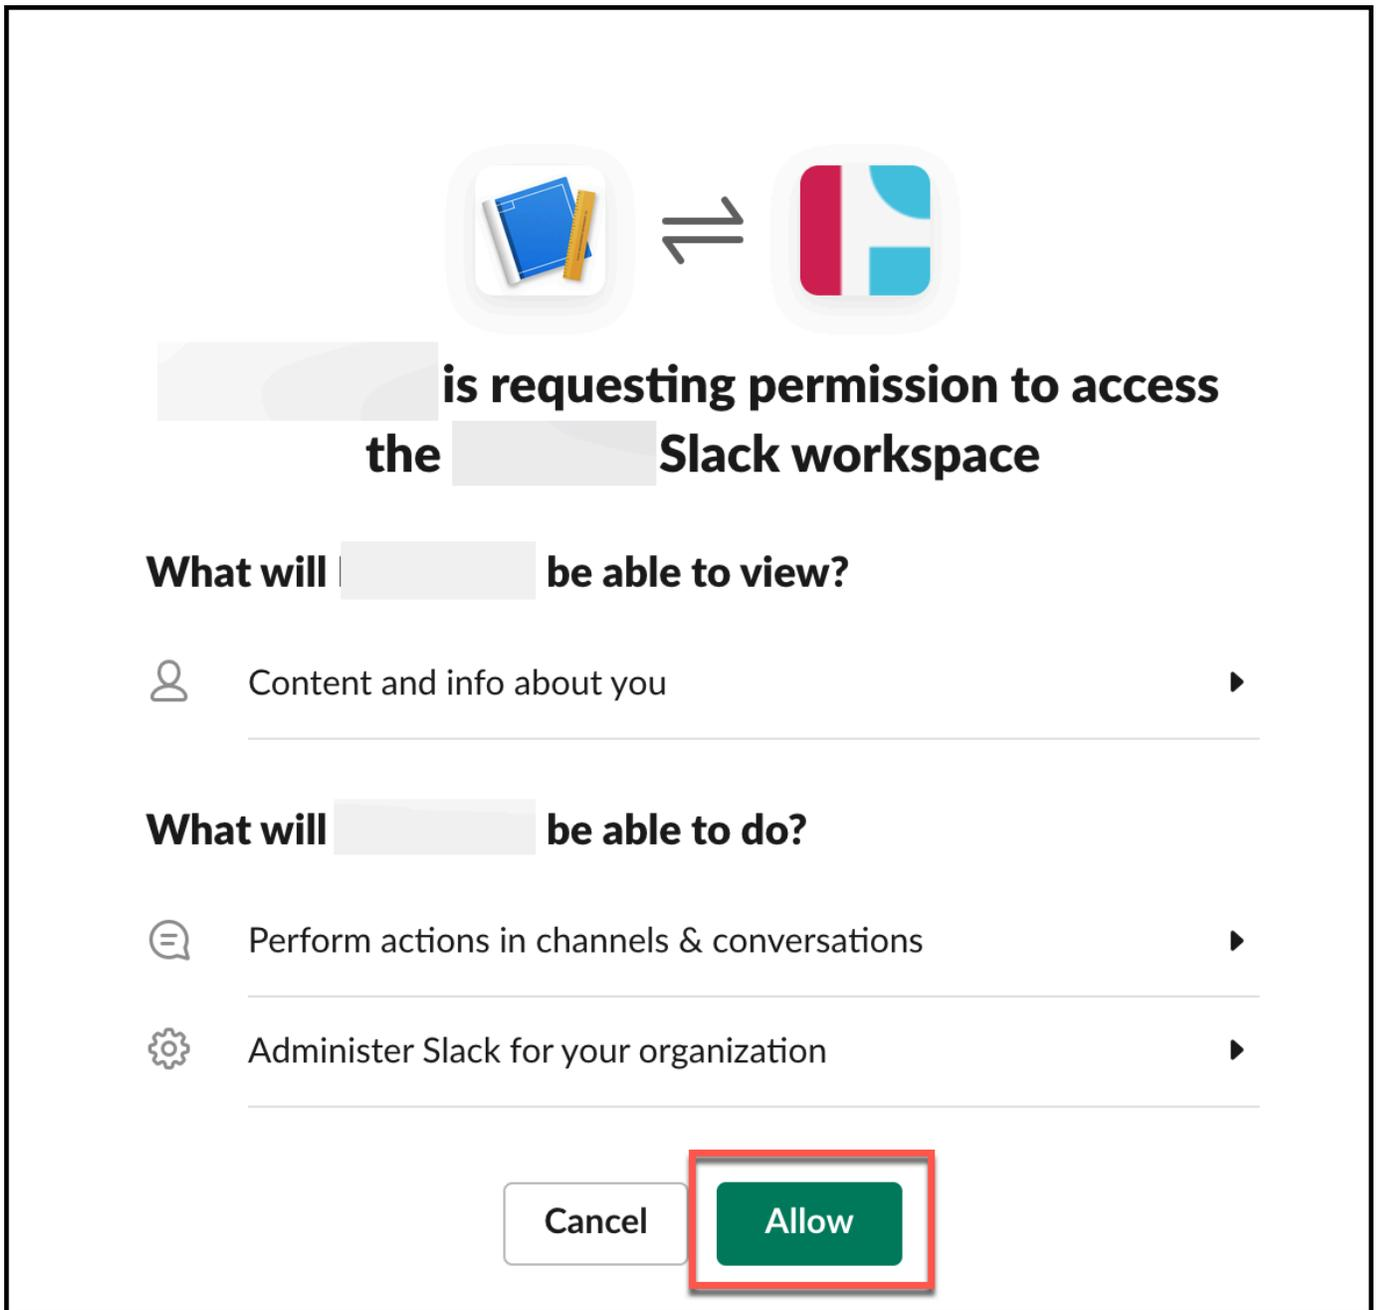 is requesting permission to access
the Slack workspace
What will be able to view?
Content and info about you
What will be able to do?
Perform actions in channels & conversations
Administer Slack for your organization
Cancel
Allow